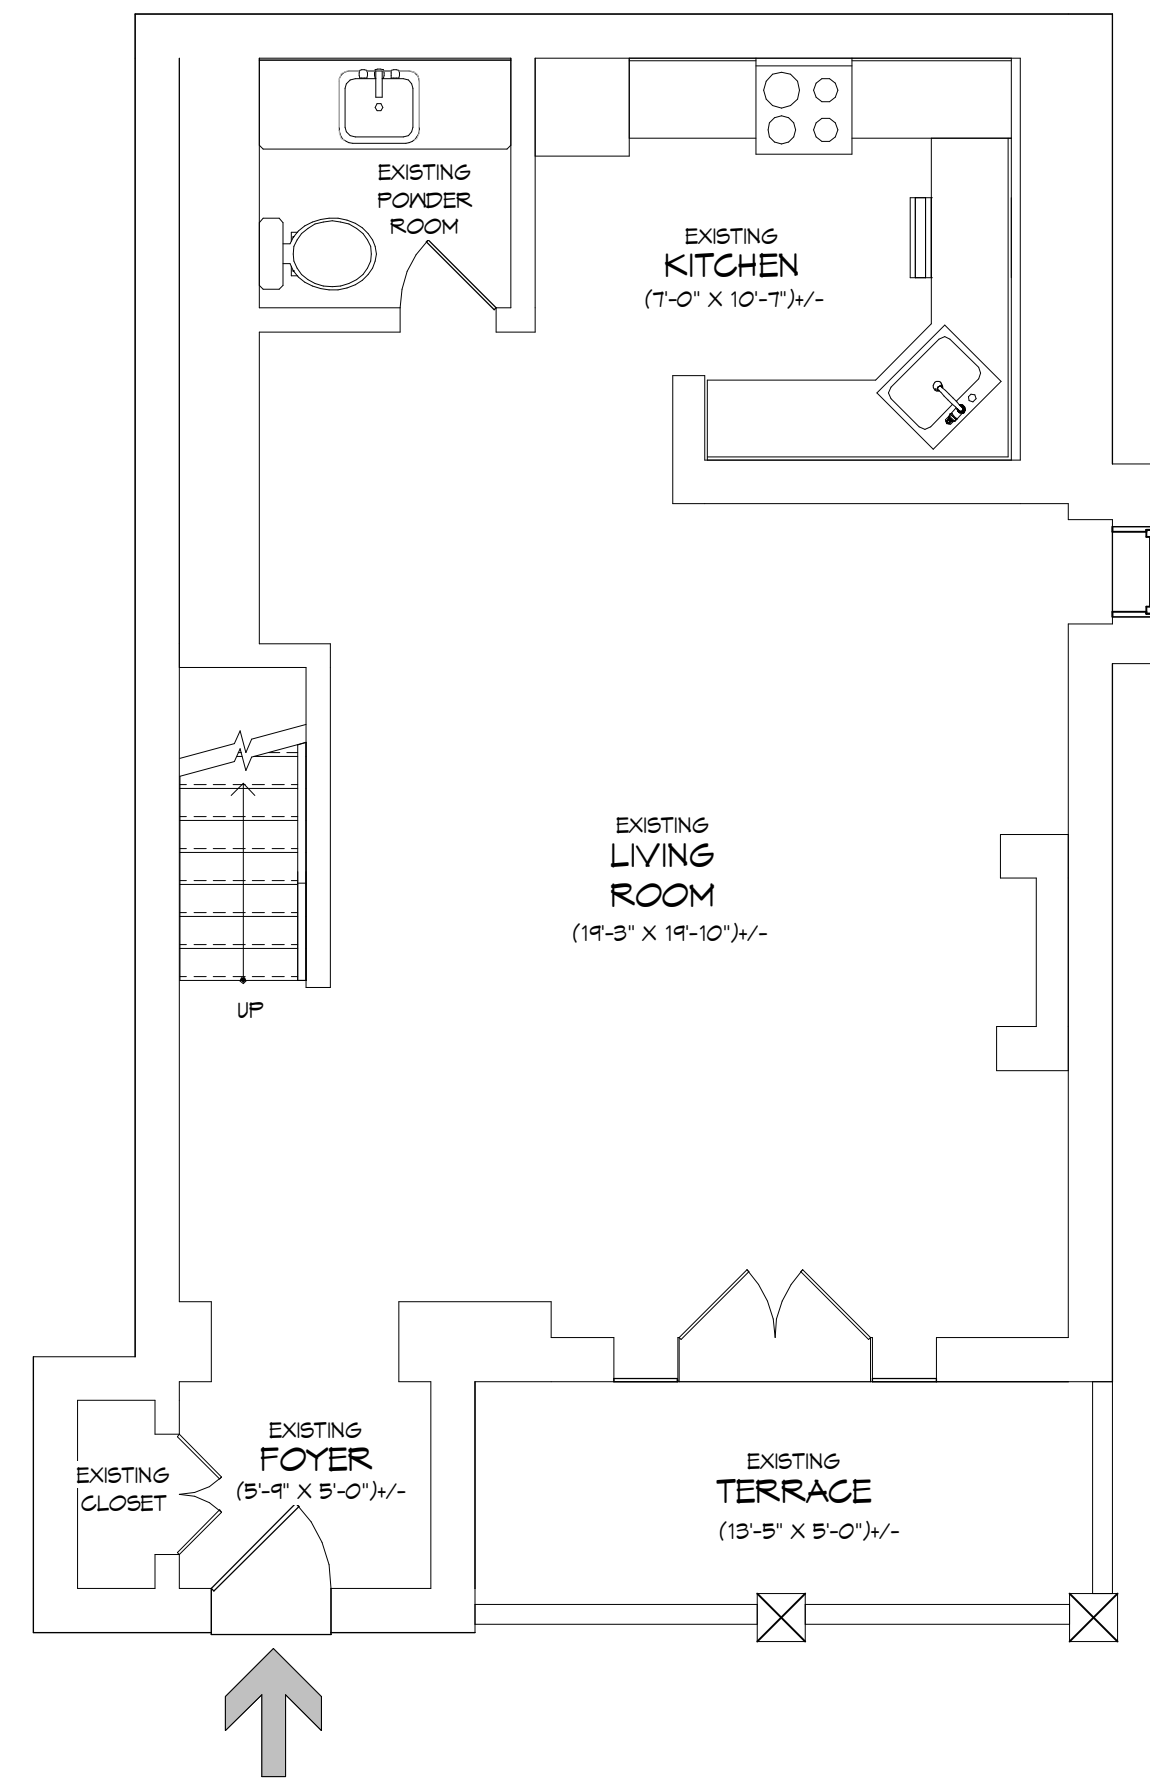 EXISTING
POWDER
ROOM
EXISTING
KITCHEN
(7'-0" X 10'-7")+/-
EXISTING
LIVING
ROOM
(19'-3" X 19'-10")+/-
UP
EXISTING
FOYER
(5'-9" X 5'-0")+/-
EXISTING
CLOSET
EXISTING
TERRACE
(13'-5" X 5'-0")+/-